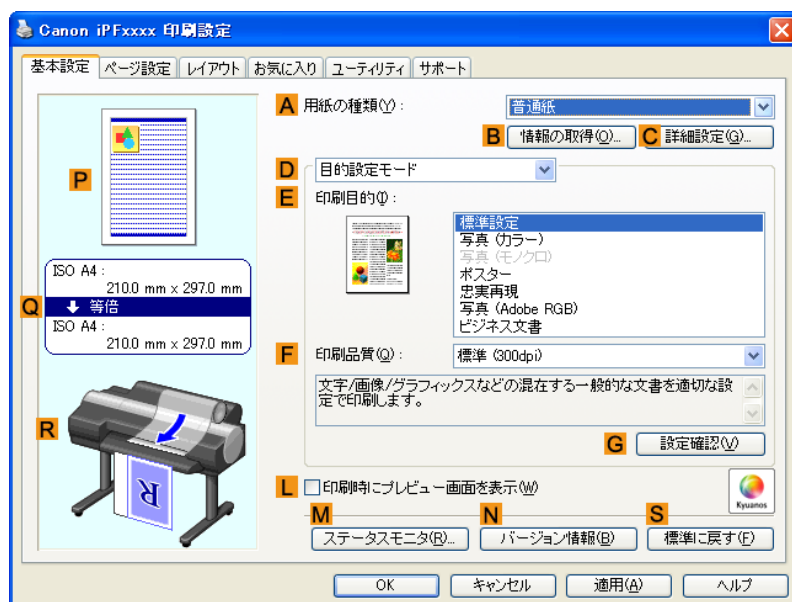 Canon iPFxxxx 印刷設定
基本設定 ページ設定 レイアウト お気に入り ユーティリティ サポート
A 用紙の種類(Y): 普通紙
B 情報の取得(O)... C 詳細設定(G)...
P
D 目的設定モード
E 印刷目的(I):
標準設定
写真 (カラー)
写真 (モノクロ)
ポスター
忠実再現
写真 (Adobe RGB)
ビジネス文書
ISO A4 :
210.0 mm x 297.0 mm
Q 等倍
ISO A4 :
210.0 mm x 297.0 mm
F 印刷品質(Q): 標準 (300dpi)
文字/画像/グラフィックスなどの混在する一般的な文書を適切な設
定で印刷します。
R
R
G 設定確認(V)
L 印刷時にプレビュー画面を表示(W)
Kyuanos
M N S
ステータスモニタ(R)... バージョン情報(B) 標準に戻す(F)
OK キャンセル 適用(A) ヘルプ